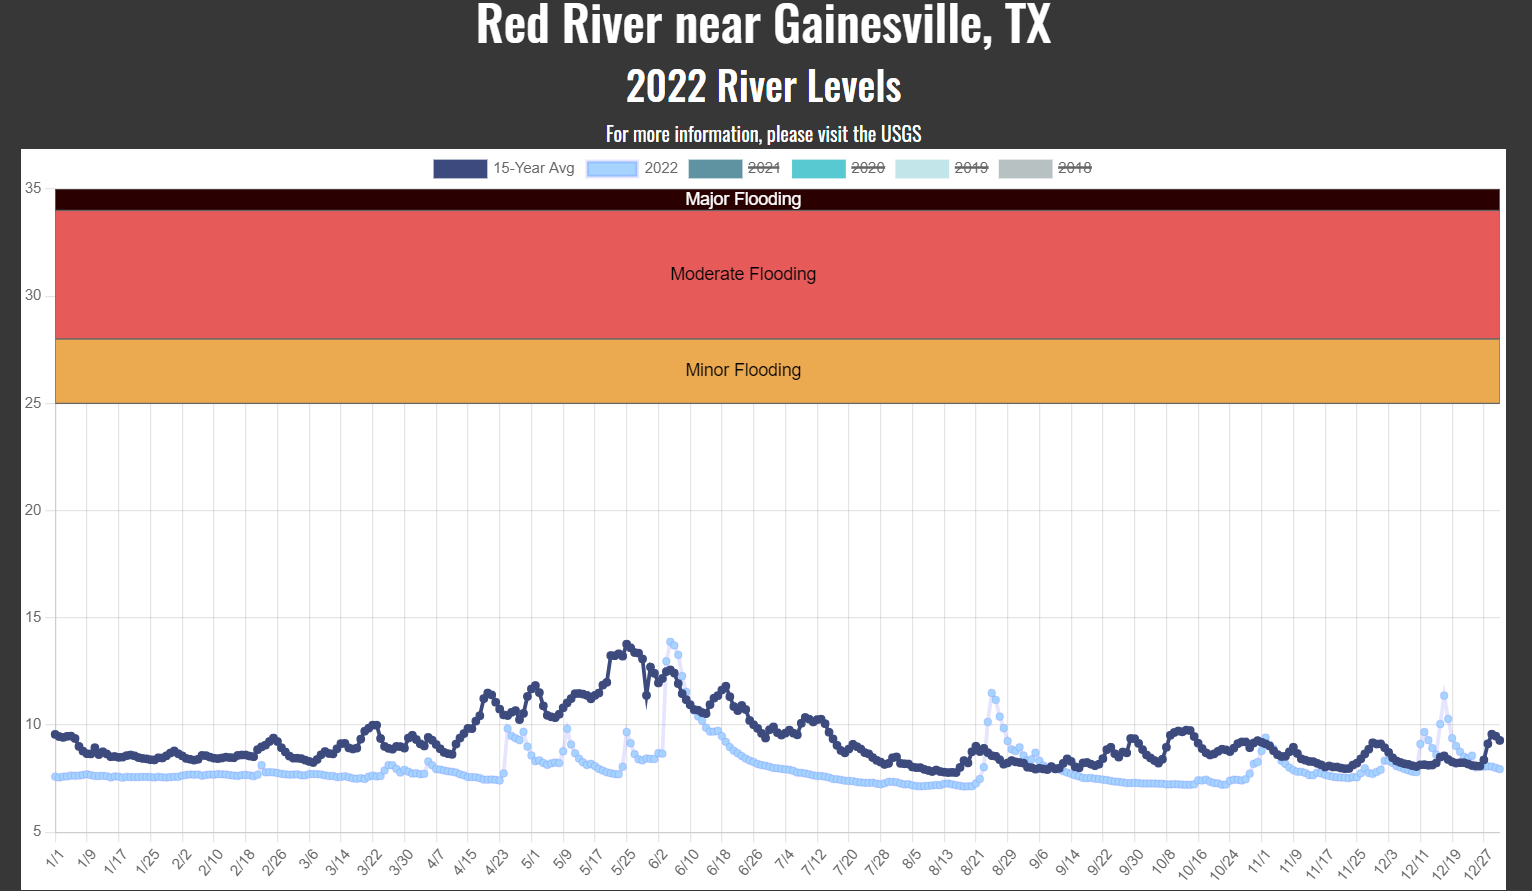 Red River near Gainesville, TX
2022 River Levels
For more information, please visit the USGS
15-Year Avg 2022 2021 2020 2019 2018
35
Major Flooding
Moderate Flooding
30
Minor Flooding
25
20
15
10
5
1/1 1/9 1/17 1/25 2/2 2/10 2/18 2/26 3/6 3/14 3/22 3/30 4/7 4/15 4/23 5/1 5/9 5/17 5/25 6/2 6/10 6/18 6/26 7/4 7/12 7/20 7/28 8/5 8/13 8/21 8/29 9/6 9/14 9/22 9/30 10/8 10/16 10/24 11/1 11/9 11/17 11/25 12/3 12/11 12/19 12/27